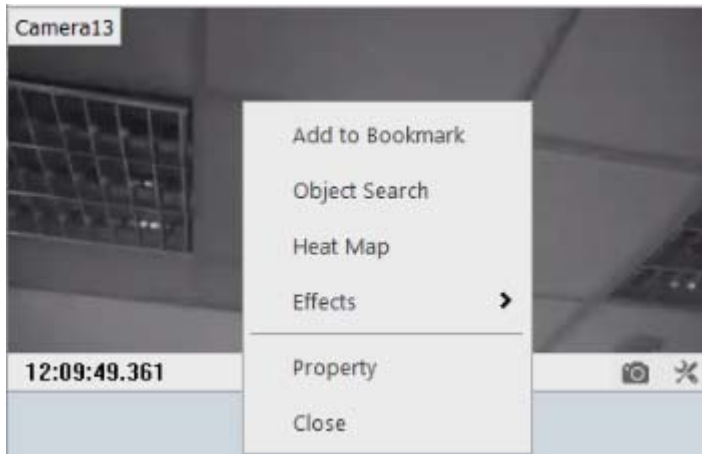 Camera13
Add to Bookmark
Object Search
Heat Map
Effects
Property
Close
12:09:49.361